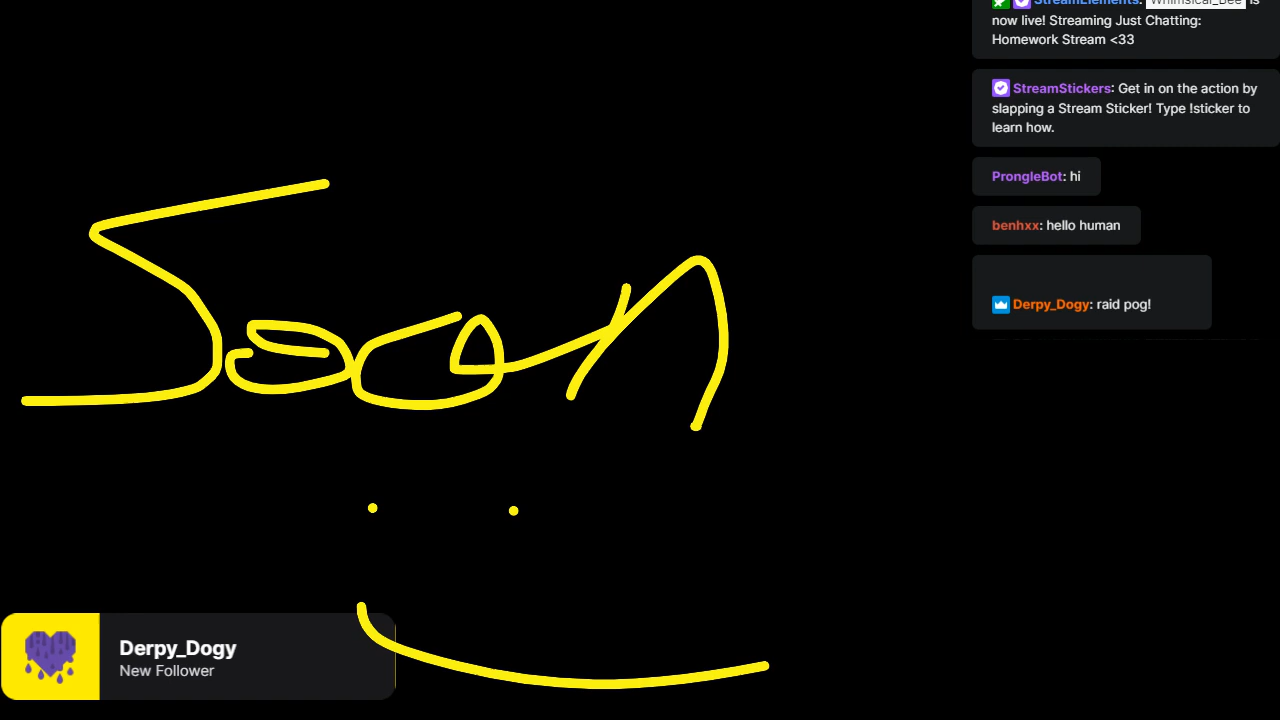 Soon
StreamElements: Whimsical_Bee is
now live! Streaming Just Chatting:
Homework Stream <33
StreamStickers: Get in on the action by
slapping a Stream Sticker! Type !sticker to
learn how.
ProngleBot: hi
benhxx: hello human
Derpy_Dogy: raid pog!
Derpy_Dogy
New Follower